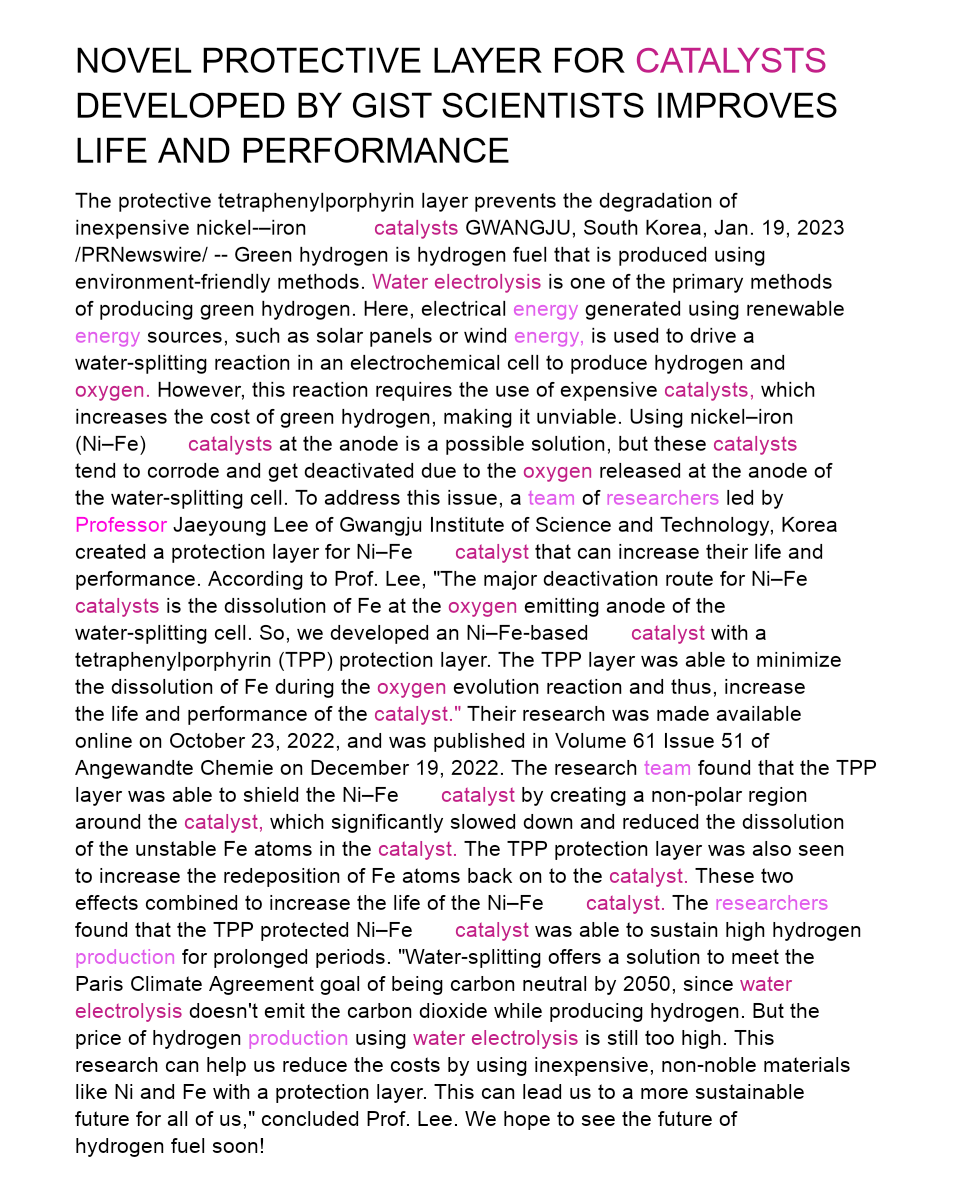 NOVEL PROTECTIVE LAYER FOR CATALYSTS
DEVELOPED BY GIST SCIENTISTS IMPROVES
LIFE AND PERFORMANCE
The protective tetraphenylporphyrin layer prevents the degradation of
inexpensive nickel-–iron catalysts GWANGJU, South Korea, Jan. 19, 2023
/PRNewswire/ -- Green hydrogen is hydrogen fuel that is produced using
environment-friendly methods. Water electrolysis is one of the primary methods
of producing green hydrogen. Here, electrical energy generated using renewable
energy sources, such as solar panels or wind energy, is used to drive a
water-splitting reaction in an electrochemical cell to produce hydrogen and
oxygen. However, this reaction requires the use of expensive catalysts, which
increases the cost of green hydrogen, making it unviable. Using nickel–iron
(Ni–Fe) catalysts at the anode is a possible solution, but these catalysts
tend to corrode and get deactivated due to the oxygen released at the anode of
the water-splitting cell. To address this issue, a team of researchers led by
Professor Jaeyoung Lee of Gwangju Institute of Science and Technology, Korea
created a protection layer for Ni–Fe catalyst that can increase their life and
performance. According to Prof. Lee, "The major deactivation route for Ni–Fe
catalysts is the dissolution of Fe at the oxygen emitting anode of the
water-splitting cell. So, we developed an Ni–Fe-based catalyst with a
tetraphenylporphyrin (TPP) protection layer. The TPP layer was able to minimize
the dissolution of Fe during the oxygen evolution reaction and thus, increase
the life and performance of the catalyst." Their research was made available
online on October 23, 2022, and was published in Volume 61 Issue 51 of
Angewandte Chemie on December 19, 2022. The research team found that the TPP
layer was able to shield the Ni–Fe catalyst by creating a non-polar region
around the catalyst, which significantly slowed down and reduced the dissolution
of the unstable Fe atoms in the catalyst. The TPP protection layer was also seen
to increase the redeposition of Fe atoms back on to the catalyst. These two
effects combined to increase the life of the Ni–Fe catalyst. The researchers
found that the TPP protected Ni–Fe catalyst was able to sustain high hydrogen
production for prolonged periods. "Water-splitting offers a solution to meet the
Paris Climate Agreement goal of being carbon neutral by 2050, since water
electrolysis doesn't emit the carbon dioxide while producing hydrogen. But the
price of hydrogen production using water electrolysis is still too high. This
research can help us reduce the costs by using inexpensive, non-noble materials
like Ni and Fe with a protection layer. This can lead us to a more sustainable
future for all of us," concluded Prof. Lee. We hope to see the future of
hydrogen fuel soon!